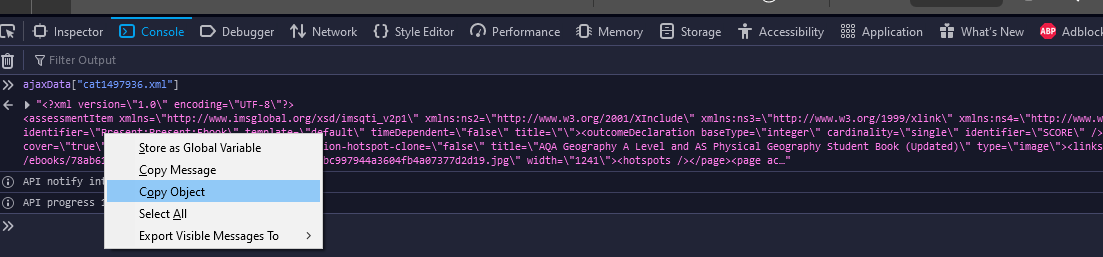 Inspector Console Debugger Network Style Editor Performance Memory Storage Accessibility Application What's New ABP Adblock
Filter Output
ajaxData["cat1497936.xml"]
"<?xml version=\"1.0\" encoding=\"UTF-8\"?>
<assessmentItem xmlns=\"http://www.imsglobal.org/xsd/imsqti_v2p1\" xmlns:ns2=\"http://www.w3.org/2001/XInclude\" xmlns:ns3=\"http://www.w3.org/1999/xlink\" xmlns:ns4=\"http://www.w
identifier=\"Present:Present:Ebook\" template=\"default\" timeDependent=\"false\" title=\"\"><outcomeDeclaration baseType=\"integer\" cardinality=\"single\" identifier=\"SCORE\" />
cover=\"true\" ion-hotspot-clone=\"false\" title=\"AQA Geography A Level and AS Physical Geography Student Book (Updated)\" type=\"image\"><links
/ebooks/78ab61 bc997944a3604fb4a07377d2d19.jpg\" width=\"1241\"><hotspots /></page><page ac…"
API notify int
API progress 1
Store as Global Variable
Copy Message
Copy Object
Select All
Export Visible Messages To